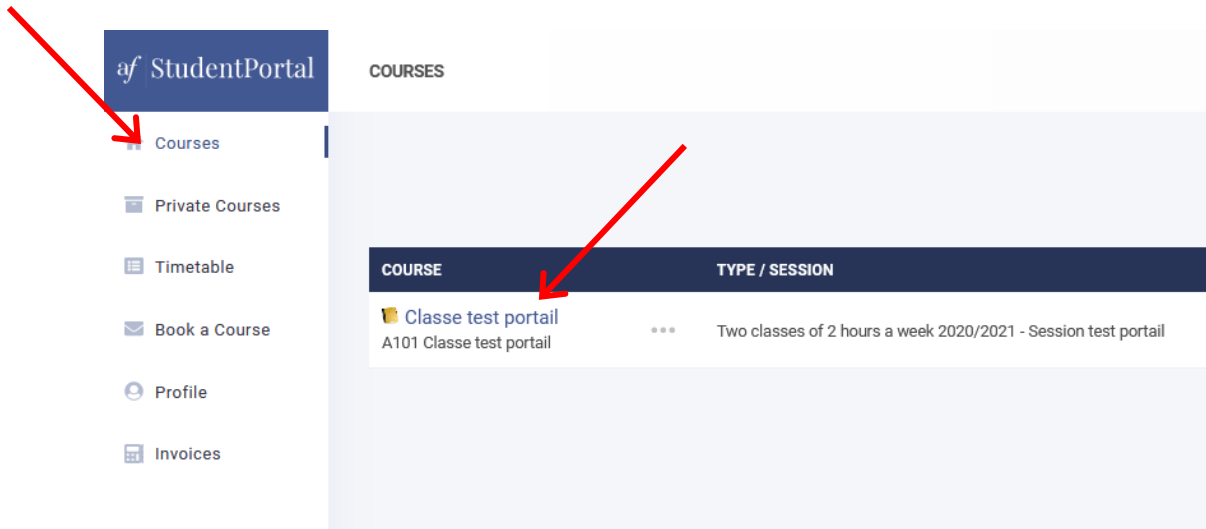 af StudentPortal
COURSES
Courses
Private Courses
Timetable
Book a Course
Profile
Invoices
COURSE TYPE / SESSION
Classe test portail
A101 Classe test portail
Two classes of 2 hours a week 2020/2021 - Session test portail